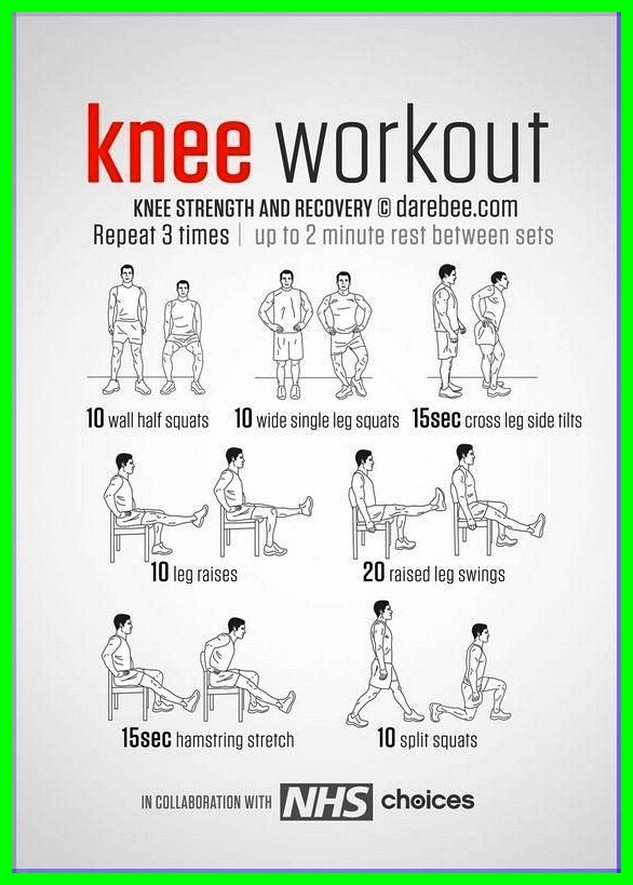 knee workout
KNEE STRENGTH AND RECOVERY © darebee.com
Repeat 3 times | up to 2 minute rest between sets
10 wall half squats 10 wide single leg squats 15sec cross leg side tilts
10 leg raises 20 raised leg swings
15sec hamstring stretch 10 split squats
IN COLLABORATION WITH NHS choices